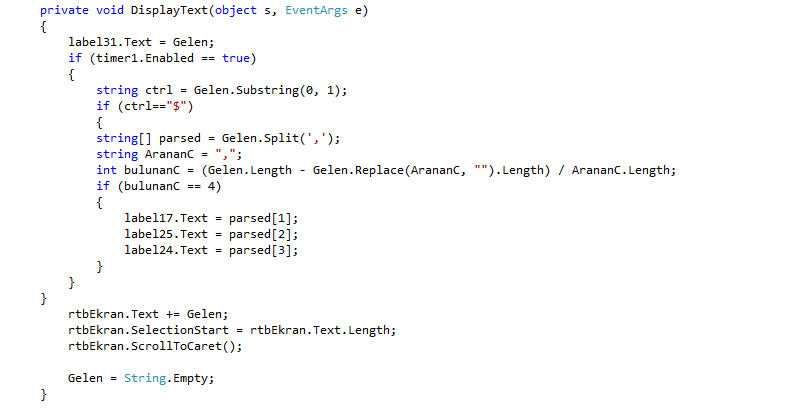 private void DisplayText(object s, EventArgs e)
{
label31.Text = Gelen;
if (timer1.Enabled == true)
{
string ctrl = Gelen.Substring(0, 1);
if (ctrl=="$")
{
string[] parsed = Gelen.Split(',');
string ArananC = ",";
int bulunanC = (Gelen.Length - Gelen.Replace(ArananC, "").Length) / ArananC.Length;
if (bulunanC == 4)
{
label17.Text = parsed[1];
label25.Text = parsed[2];
label24.Text = parsed[3];
}
}
}
rtbEkran.Text += Gelen;
rtbEkran.SelectionStart = rtbEkran.Text.Length;
rtbEkran.ScrollToCaret();
Gelen = String.Empty;
}